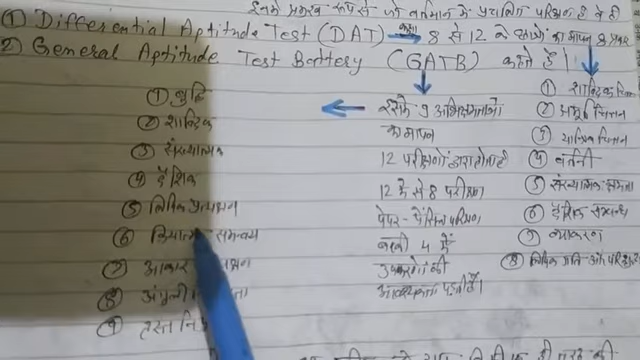 इनमें प्रमुख रूप से जो वर्तमान में प्रचलित परीक्षण है वे हैं
① Differential Aptitude Test (DAT) कक्षा 8 से 12 के छात्रों का मापन 8 प्रकार
② General Aptitude Test Battery (GATB) कहते हैं।
① बुद्धि
② शाब्दिक
③ संख्यात्मक
④ दैशिक
⑤ लिपिक प्रत्यक्षण
⑥ क्रियात्मक समन्वय
⑦ आकार
⑧ अंगुली
⑨ हस्त
इसमें 9 अभिक्षमताओं
का मापन
12 परीक्षणों द्वारा होता है
12 में से 8 परीक्षण
पेपर-पेंसिल परीक्षण
बाकी 4 में
उपकरणों की
आवश्यकता पड़ती है।
① शाब्दिक चिंतन
② अमूर्त चिंतन
③ यांत्रिक चिंतन
④ वर्तनी
⑤ संख्यात्मक क्षमता
⑥ दैशिक सम्बन्ध
⑦ व्याकरण
⑧ लिपिक गति और परिशुद्धता